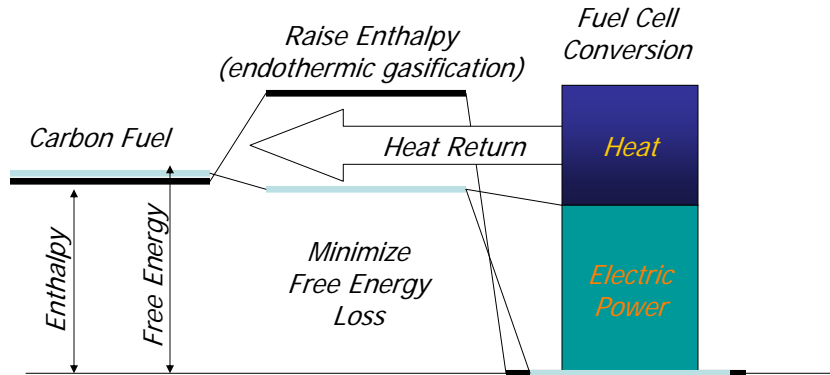 Fuel Cell
Conversion
Raise Enthalpy
(endothermic gasification)
Carbon Fuel
Heat Return
Heat
Enthalpy
Free Energy
Minimize
Free Energy
Loss
Electric
Power